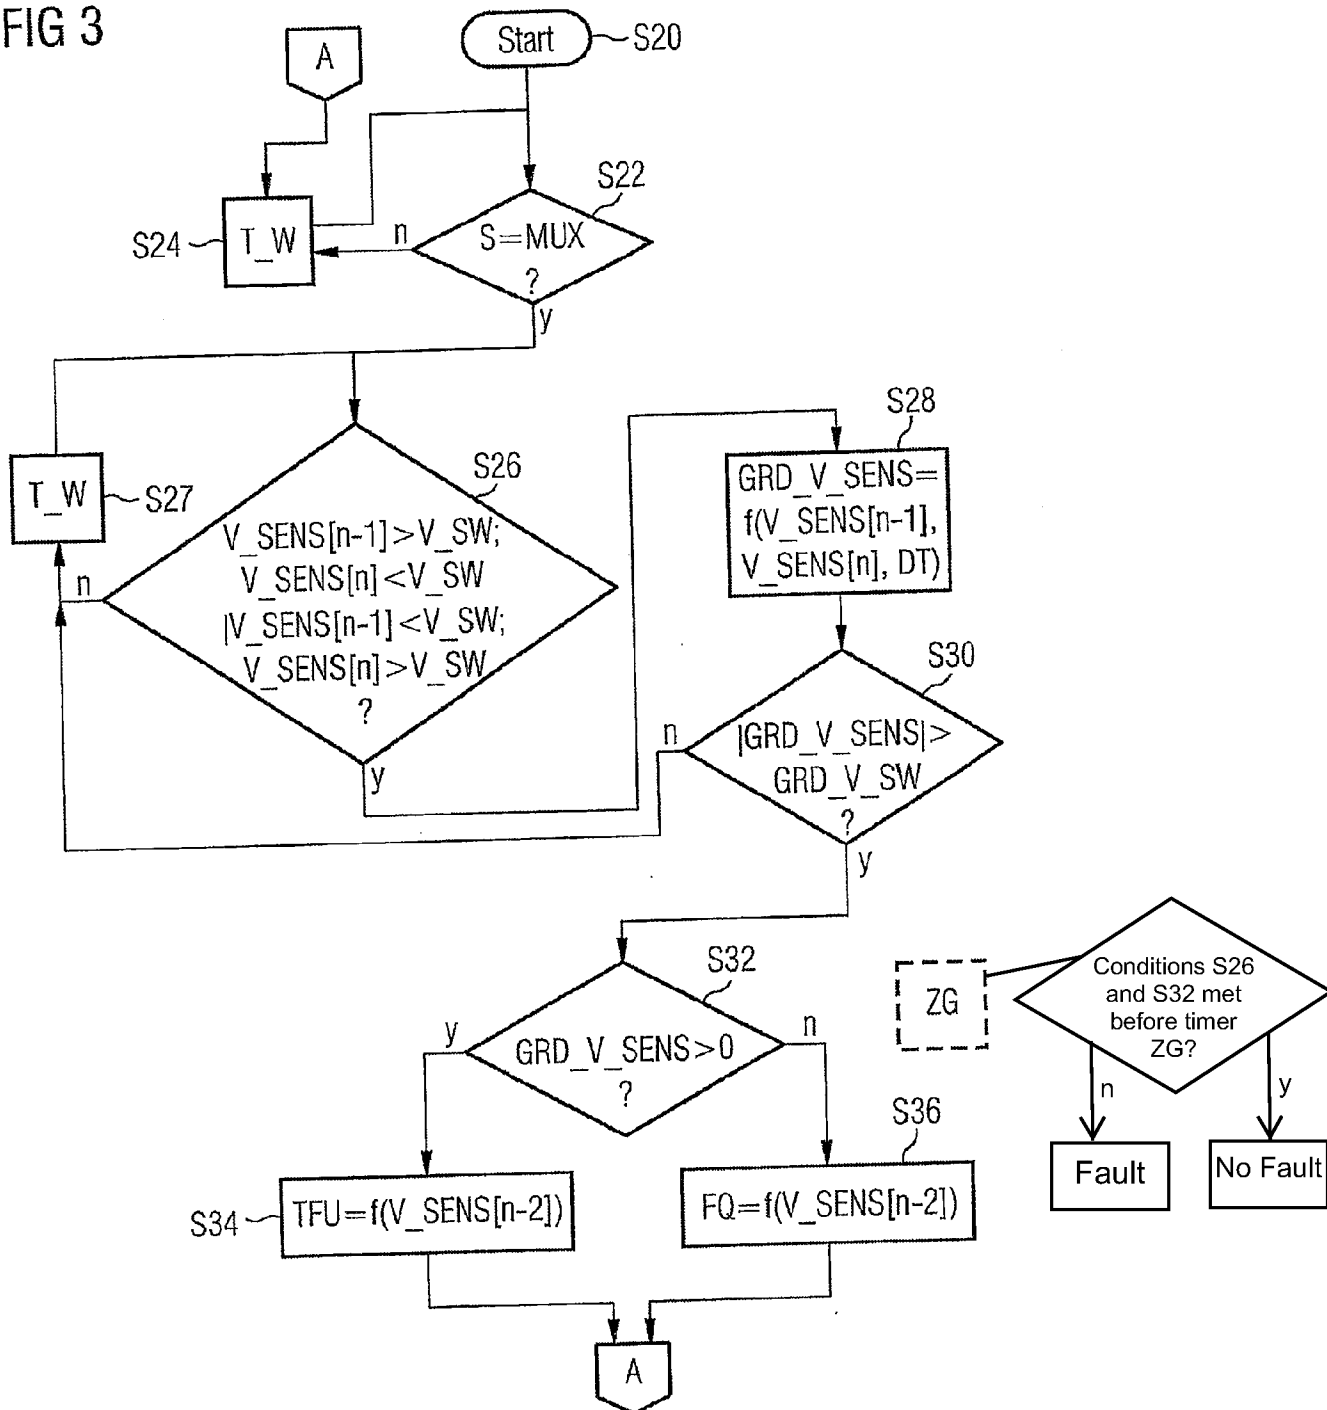 FIG 3
A
Start
S20
S22
S=MUX
?
n
y
S24
T_W
S26
V_SENS[n-1]>V_SW;
V_SENS[n]<V_SW
|V_SENS[n-1]<V_SW;
V_SENS[n]>V_SW
?
n
y
T_W
S27
S28
GRD_V_SENS=
f(V_SENS[n-1],
V_SENS[n], DT)
S30
|GRD_V_SENS|>
GRD_V_SW
?
n
y
S32
GRD_V_SENS>0
?
y
n
S34
TFU=f(V_SENS[n-2])
S36
FQ=f(V_SENS[n-2])
A
ZG
Conditions S26
and S32 met
before timer
ZG?
n
y
Fault
No Fault